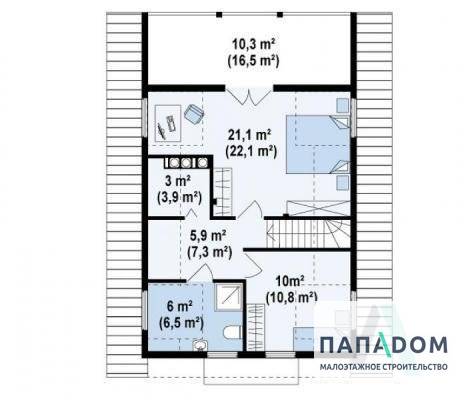 10,3 m²
(16,5 m²)
21,1 m²
(22,1 m²)
3 m²
(3,9 m²)
5,9 m²
(7,3 m²)
10m²
(10,8 m²)
6 m²
(6,5 m²)
ПАПАDОМ
МАЛОЭТАЖНОЕ СТРОИТЕЛЬСТВО